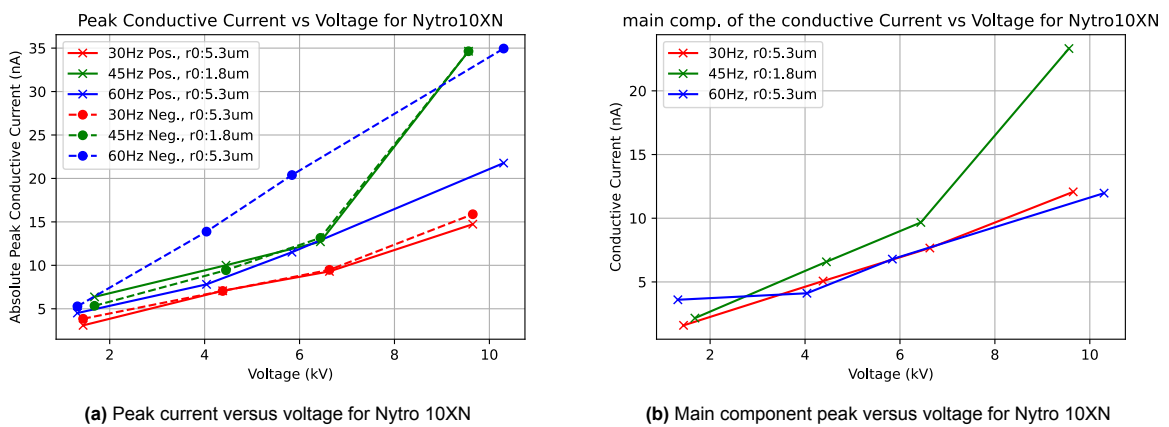 Peak Conductive Current vs Voltage for Nytro10XN
Absolute Peak Conductive Current (nA)
35
30
25
20
15
10
5
30Hz Pos., r0:5.3um
45Hz Pos., r0:1.8um
60Hz Pos., r0:5.3um
30Hz Neg., r0:5.3um
45Hz Neg., r0:1.8um
60Hz Neg., r0:5.3um
2 4 6 8 10
Voltage (kV)
(a) Peak current versus voltage for Nytro 10XN
main comp. of the conductive Current vs Voltage for Nytro10XN
Conductive Current (nA)
20
15
10
5
30Hz, r0:5.3um
45Hz, r0:1.8um
60Hz, r0:5.3um
2 4 6 8 10
Voltage (kV)
(b) Main component peak versus voltage for Nytro 10XN